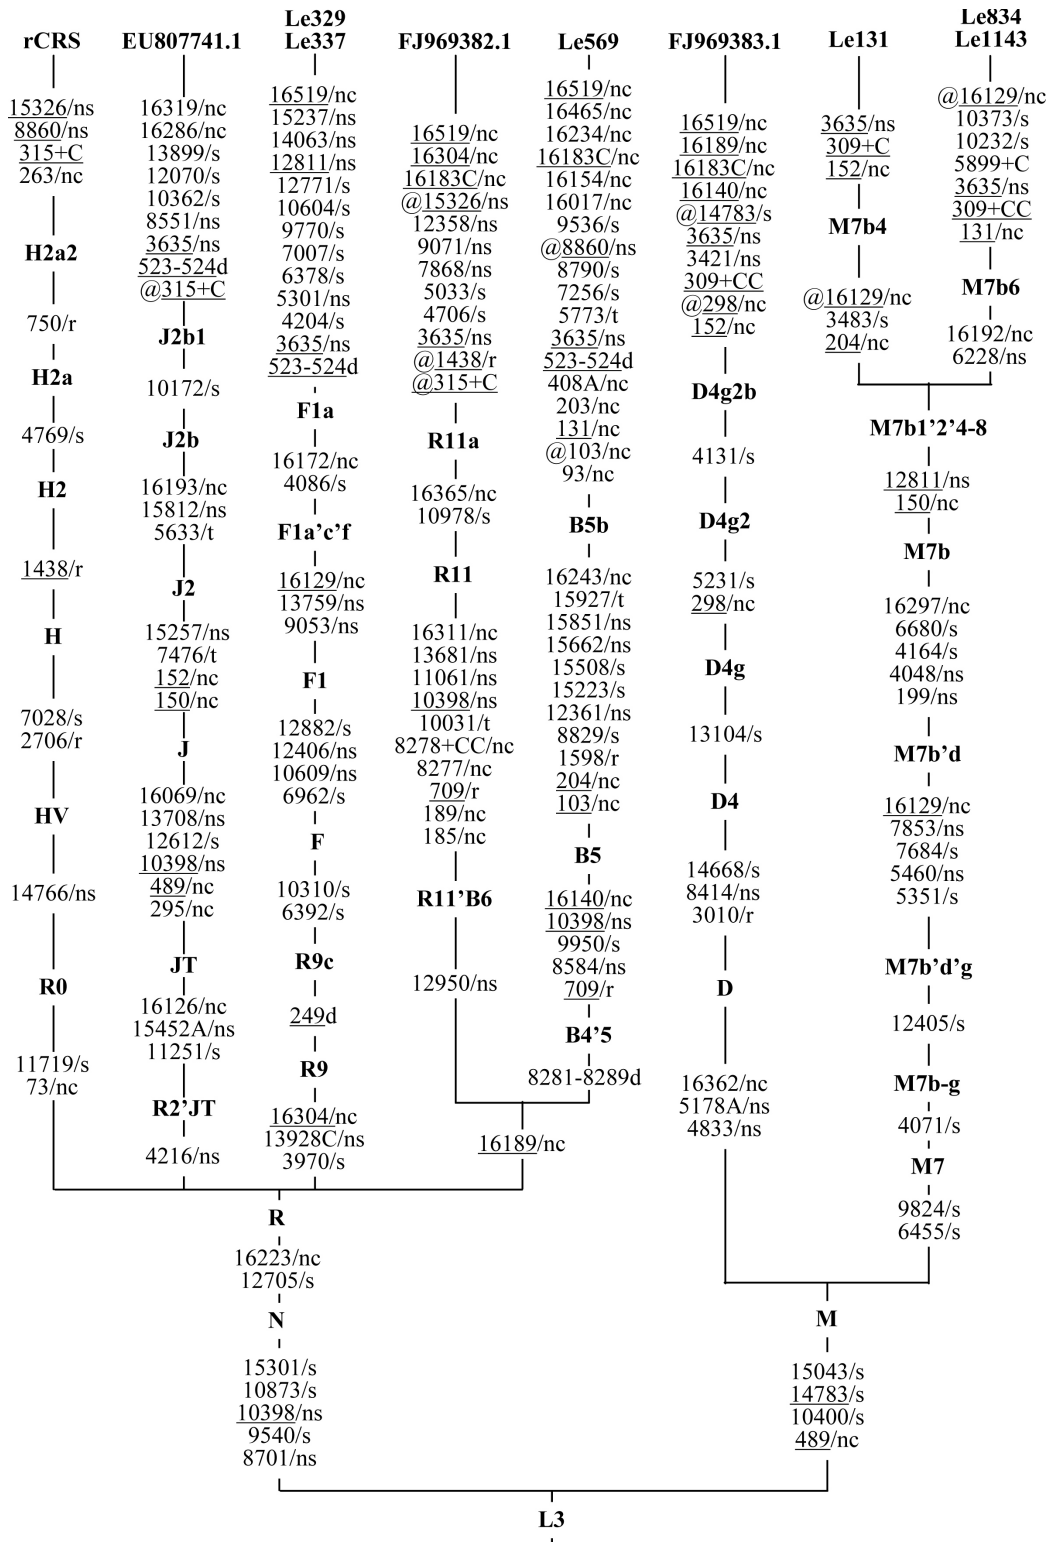 rCRS
15326/ns
8860/ns
315+C
263/nc
H2a2
750/r
H2a
4769/s
H2
1438/r
H
7028/s
2706/r
HV
14766/ns
R0
11719/s
73/nc
EU807741.1
16319/nc
16286/nc
13899/s
12070/s
10362/s
8551/ns
3635/ns
523-524d
@315+C
J2b1
10172/s
J2b
16193/nc
15812/ns
5633/t
J2
15257/ns
7476/t
152/nc
150/nc
J
16069/nc
13708/ns
12612/s
10398/ns
489/nc
295/nc
JT
16126/nc
15452A/ns
11251/s
R2’JT
4216/ns
Le329
Le337
16519/nc
15237/ns
14063/ns
12811/ns
12771/s
10604/s
9770/s
7007/s
6378/s
5301/ns
4204/s
3635/ns
523-524d
F1a
16172/nc
4086/s
F1a’c’f
16129/nc
13759/ns
9053/ns
F1
12882/s
12406/ns
10609/ns
6962/s
F
10310/s
6392/s
R9c
249d
R9
16304/nc
13928C/ns
3970/s
FJ969382.1
16519/nc
16304/nc
16183C/nc
@15326/ns
12358/ns
9071/ns
7868/ns
5033/s
4706/s
3635/ns
@1438/r
@315+C
R11a
16365/nc
10978/s
R11
16311/nc
13681/ns
11061/ns
10398/ns
10031/t
8278+CC/nc
8277/nc
709/r
189/nc
185/nc
R11’B6
12950/ns
Le569
16519/nc
16465/nc
16234/nc
16183C/nc
16154/nc
16017/nc
9536/s
@8860/ns
8790/s
7256/s
5773/t
3635/ns
523-524d
408A/nc
203/nc
131/nc
@103/nc
93/nc
B5b
16243/nc
15927/t
15851/ns
15662/ns
15508/s
15223/s
12361/ns
8829/s
1598/r
204/nc
103/nc
B5
16140/nc
10398/ns
9950/s
8584/ns
709/r
B4’5
8281-8289d
16189/nc
R
16223/nc
12705/s
N
15301/s
10873/s
10398/ns
9540/s
8701/ns
FJ969383.1
16519/nc
16189/nc
16183C/nc
16140/nc
@14783/s
3635/ns
3421/ns
309+CC
@298/nc
152/nc
D4g2b
4131/s
D4g2
5231/s
298/nc
D4g
13104/s
D4
14668/s
8414/ns
3010/r
D
16362/nc
5178A/ns
4833/ns
Le131
3635/ns
309+C
152/nc
M7b4
@16129/nc
3483/s
204/nc
Le834
Le1143
@16129/nc
10373/s
10232/s
5899+C
3635/ns
309+CC
131/nc
M7b6
16192/nc
6228/ns
M7b1’2’4-8
12811/ns
150/nc
M7b
16297/nc
6680/s
4164/s
4048/ns
199/ns
M7b’d
16129/nc
7853/ns
7684/s
5460/ns
5351/s
M7b’d’g
12405/s
M7b-g
4071/s
M7
9824/s
6455/s
M
15043/s
14783/s
10400/s
489/nc
L3